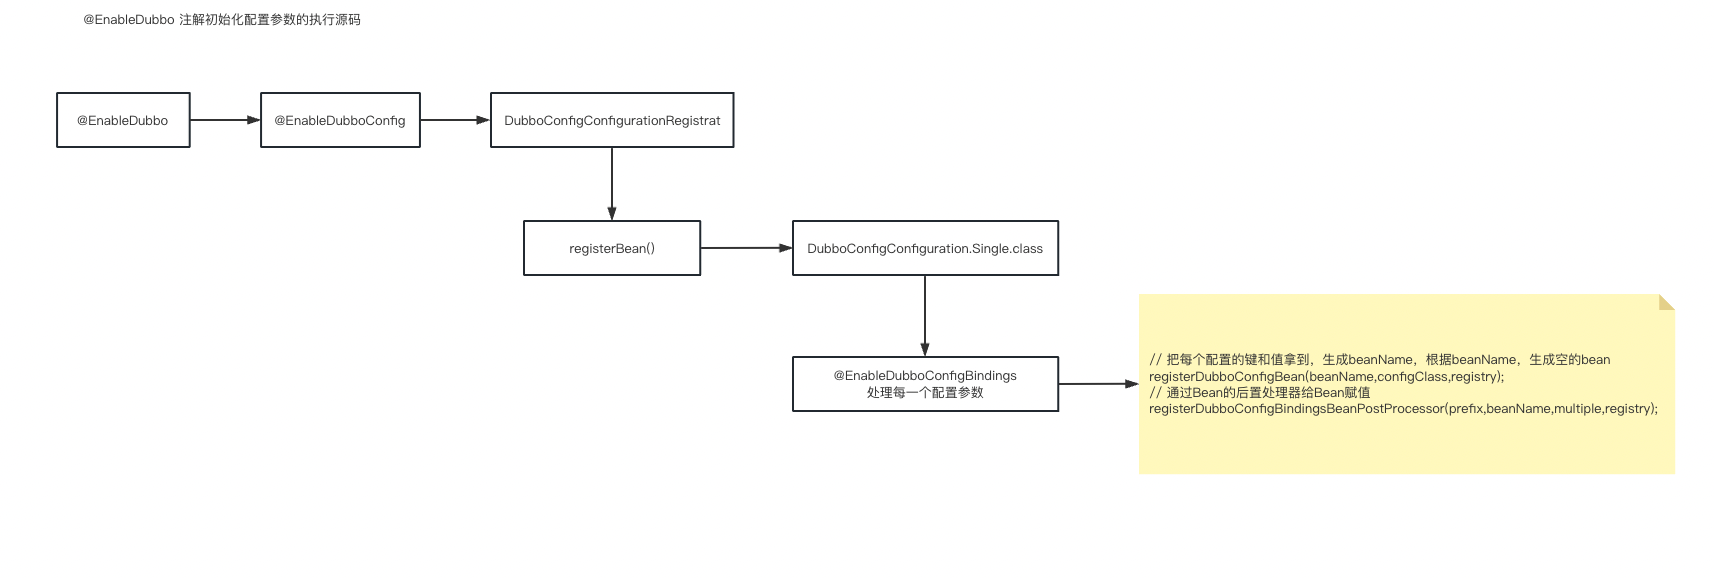 @EnableDubbo 注解初始化配置参数的执行源码
@EnableDubbo
@EnableDubboConfig
DubboConfigConfigurationRegistrat
registerBean()
DubboConfigConfiguration.Single.class
@EnableDubboConfigBindings
处理每一个配置参数
// 把每个配置的键和值拿到，生成beanName，根据beanName，生成空的bean
registerDubboConfigBean(beanName,configClass,registry);
// 通过Bean的后置处理器给Bean赋值
registerDubboConfigBindingsBeanPostProcessor(prefix,beanName,multiple,registry);